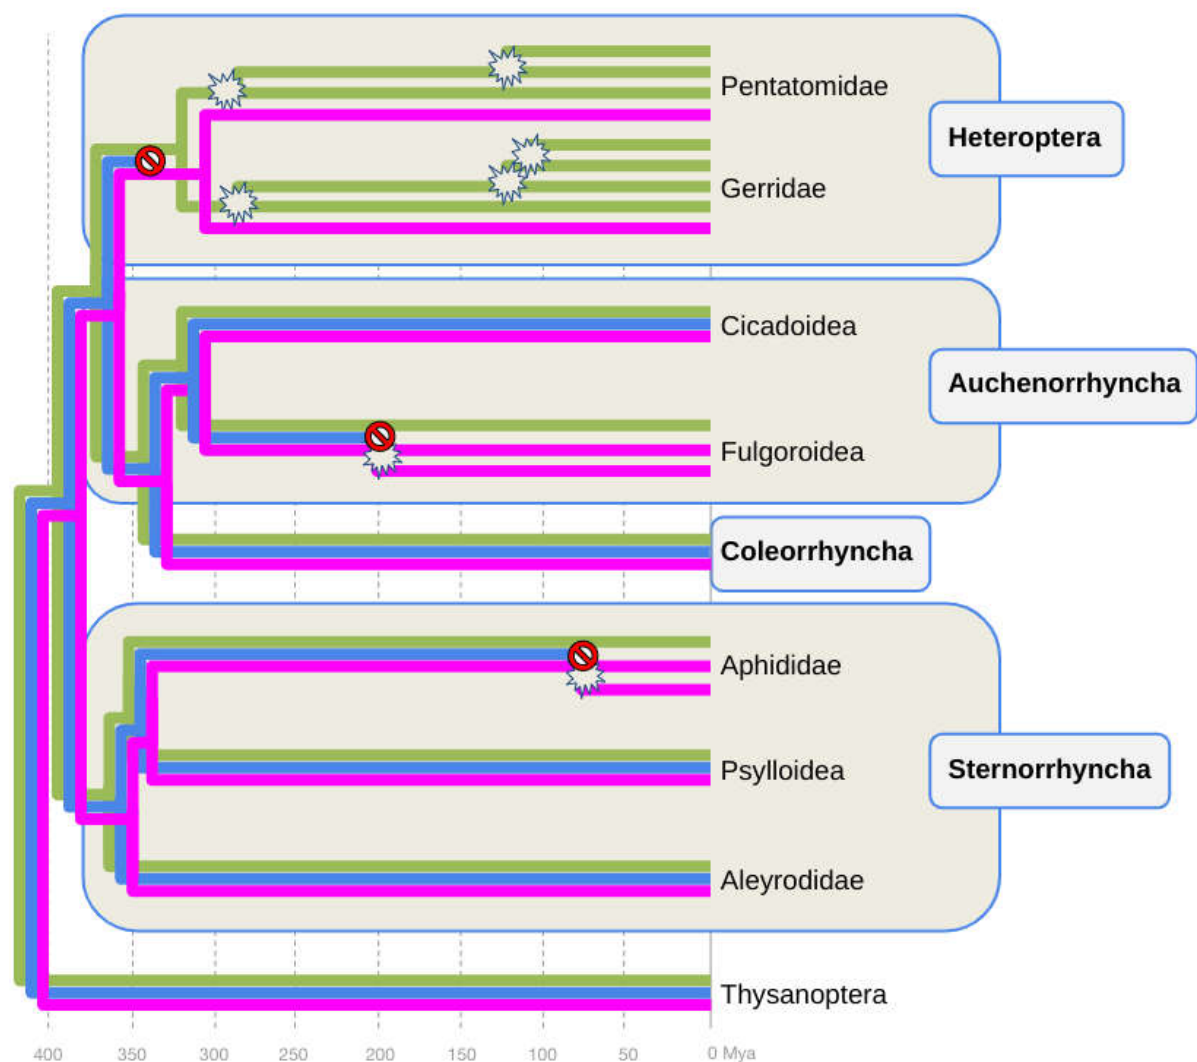 Pentatomidae
Heteroptera
Gerridae
Cicadoidea
Auchenorrhyncha
Fulgoroidea
Coleorrhyncha
Aphididae
Psylloidea
Sternorrhyncha
Aleyrodidae
Thysanoptera
400 350 300 250 200 150 100 50 0 Mya